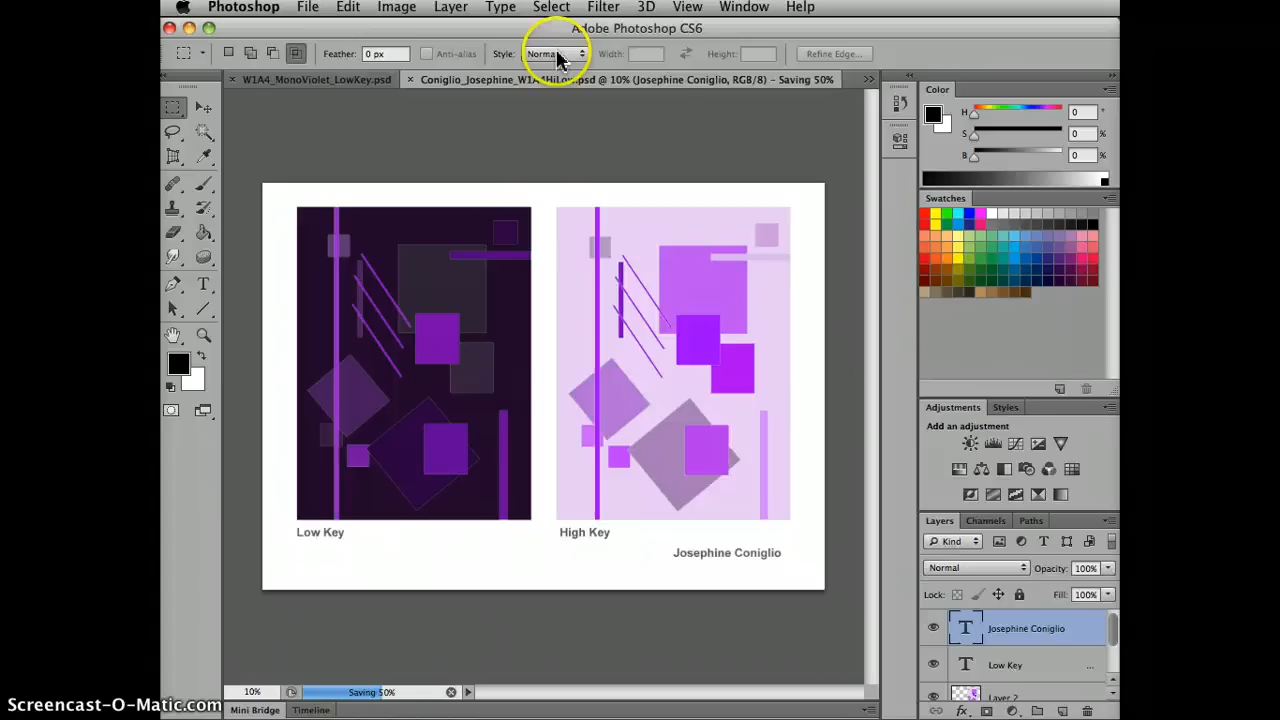 Photoshop File Edit Image Layer Type Select Filter 3D View Window Help
Adobe Photoshop CS6
Feather: 0 px Anti-alias Style: Normal Width: Height: Refine Edge...
W1A4_MonoViolet_LowKey.psd
.psd @ 10% (Josephine Coniglio, RGB/8) – Saving 50%
Color
H 0 °
S 0 %
B 0 %
Swatches
Adjustments Styles
Add an adjustment
Layers Channels Paths
Kind
Normal Opacity: 100%
Lock: Fill: 100%
Josephine Coniglio
Low Key ...
Layer 2
Low Key
High Key
Josephine Coniglio
10% Saving 50%
Mini Bridge Timeline
Screencast-O-Matic.com